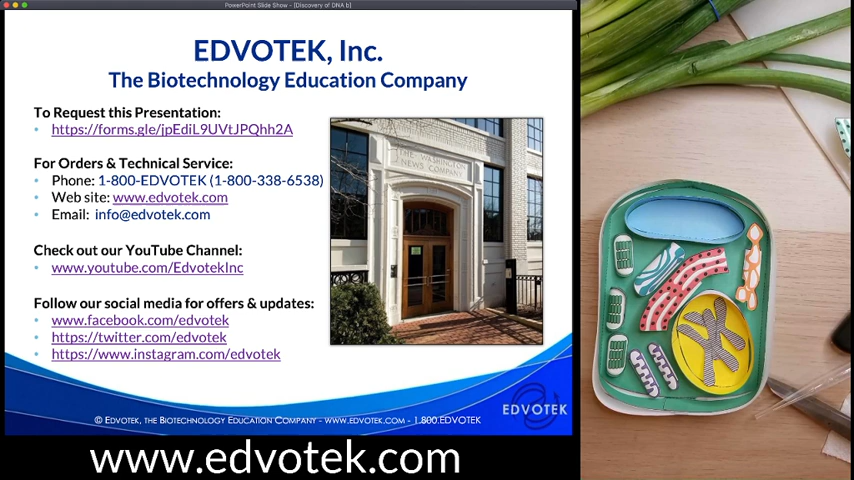 PowerPoint Slide Show - [Discovery of DNA b]
EDVOTEK, Inc.
The Biotechnology Education Company
To Request this Presentation:
• https://forms.gle/jpEdiL9UVtJPQhh2A
For Orders & Technical Service:
• Phone: 1-800-EDVOTEK (1-800-338-6538)
• Web site: www.edvotek.com
• Email: info@edvotek.com
Check out our YouTube Channel:
• www.youtube.com/EdvotekInc
Follow our social media for offers & updates:
• www.facebook.com/edvotek
• https://twitter.com/edvotek
• https://www.instagram.com/edvotek
THE WASHINGTON
NEWS COMPANY
EDVOTEK
© EDVOTEK, THE BIOTECHNOLOGY EDUCATION COMPANY - WWW.EDVOTEK.COM - 1.800.EDVOTEK
www.edvotek.com